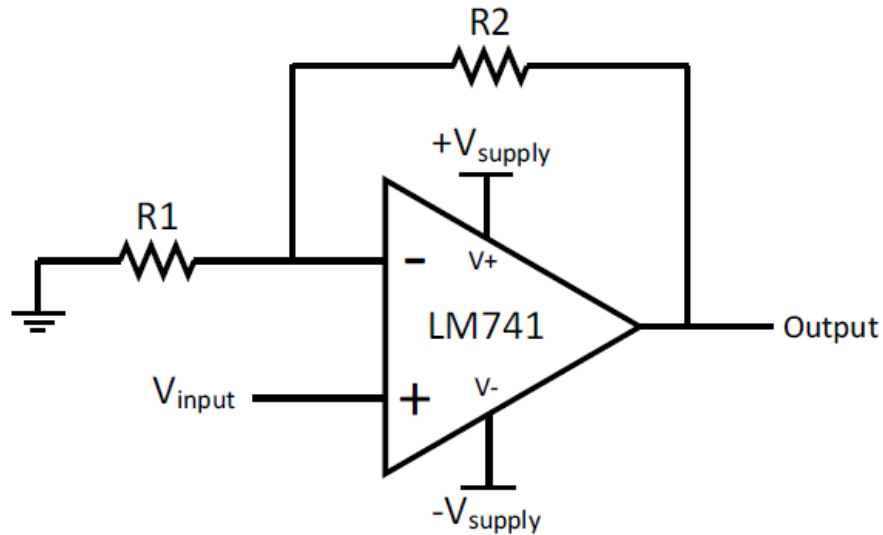 R2
+Vsupply
R1
-
V+
LM741
Output
V-
Vinput
+
-Vsupply